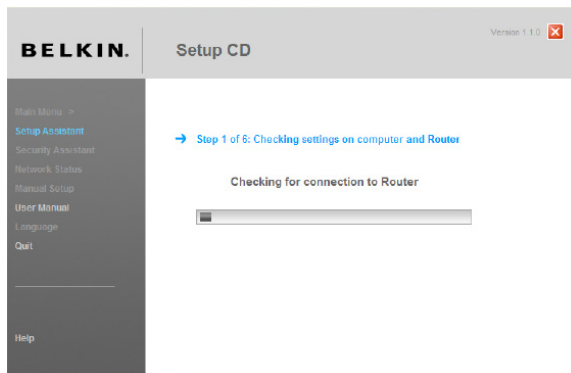 BELKIN.
Setup CD
Version 1.1.0
Main Menu >
Setup Assistant
Security Assistant
Network Status
Manual Setup
User Manual
Language
Quit
Help
Step 1 of 6: Checking settings on computer and Router
Checking for connection to Router